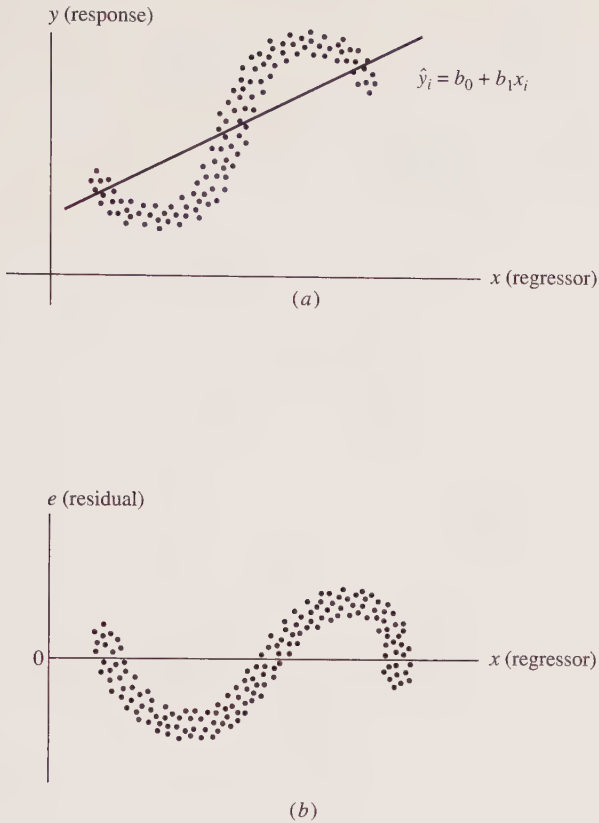 y (response)
ŷᵢ = b₀ + b₁xᵢ
x (regressor)
(a)
e (residual)
0
x (regressor)
(b)